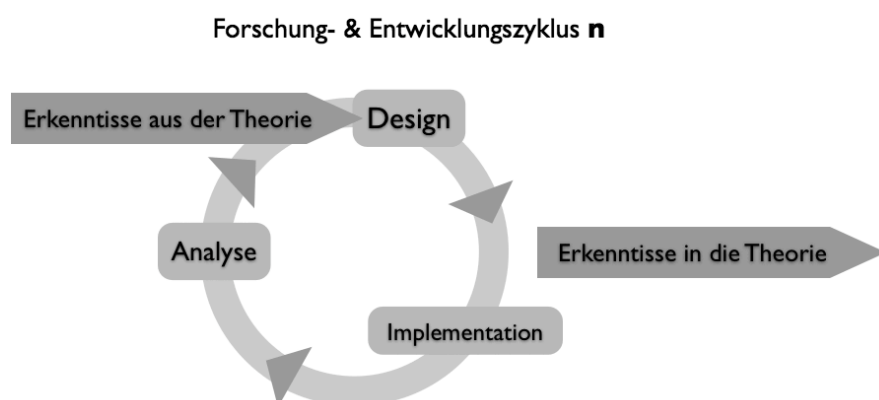 Forschung- & Entwicklungszyklus n
Erkenntisse aus der Theorie
Design
Analyse
Erkenntisse in die Theorie
Implementation